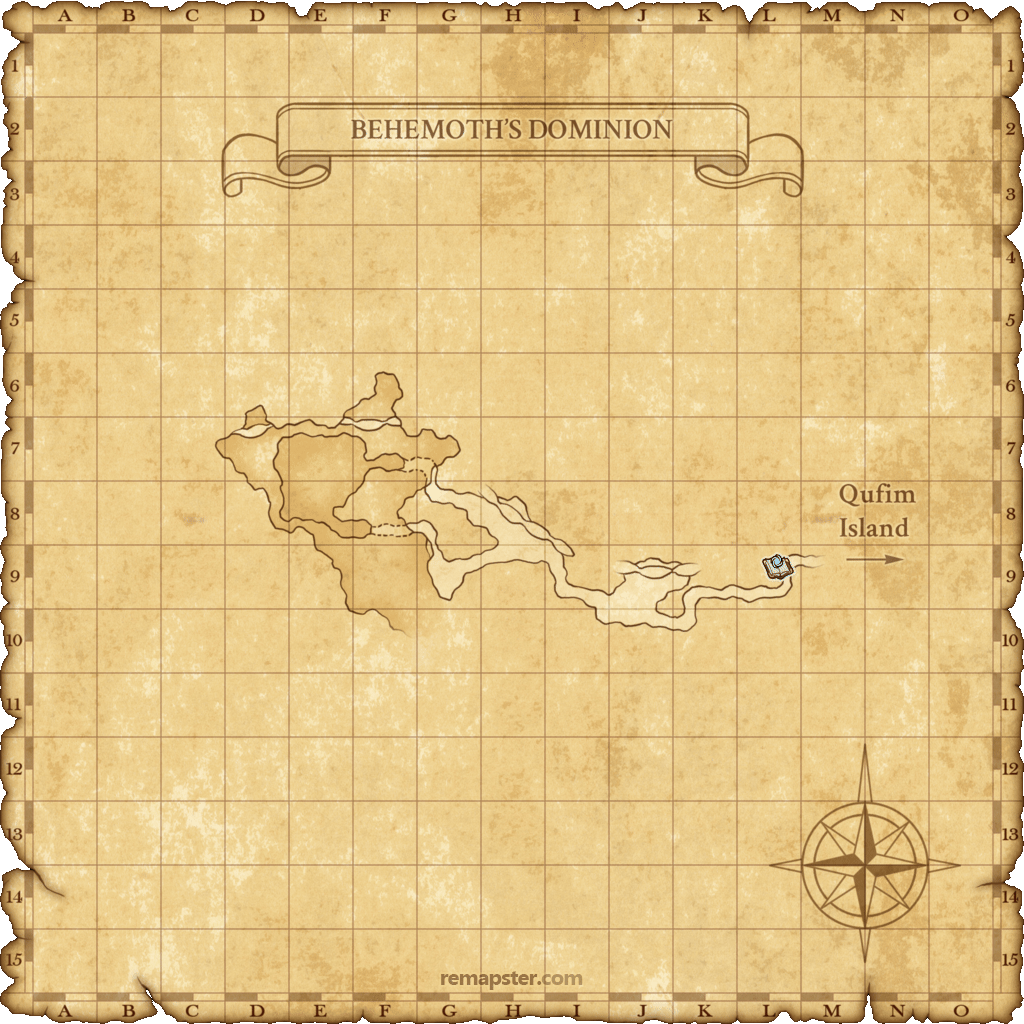 A B C D E F G H I J K L M N O
1 1
BEHEMOTH'S DOMINION
2 2
3 3
4 4
5 5
6 6
7 7
Qufim
8 8
Island
9 9
10 10
11 11
12 12
13 13
14 14
15 15
remapster.com
A B C D E F G H I J K L M N O